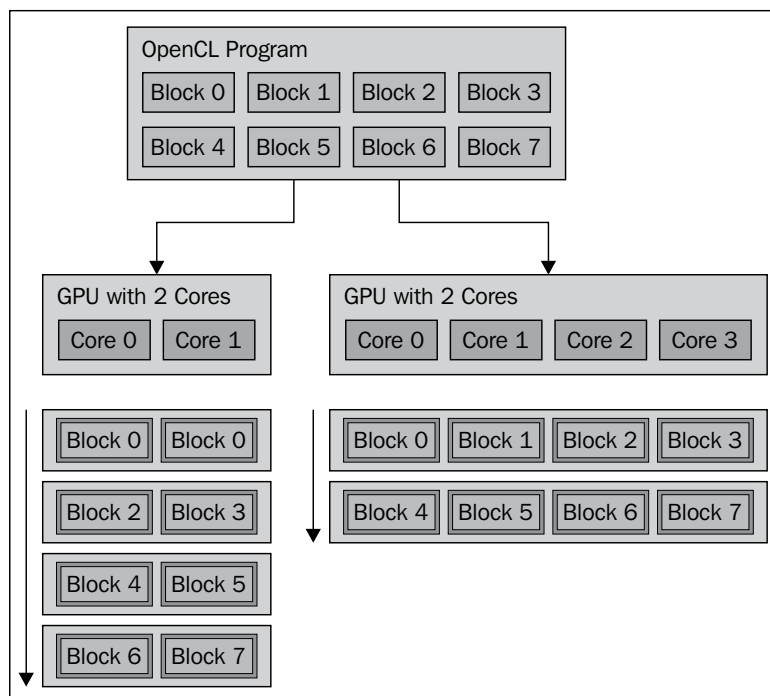 OpenCL Program
Block 0 Block 1 Block 2 Block 3
Block 4 Block 5 Block 6 Block 7
GPU with 2 Cores
Core 0 Core 1
Block 0 Block 0
Block 2 Block 3
Block 4 Block 5
Block 6 Block 7
GPU with 2 Cores
Core 0 Core 1 Core 2 Core 3
Block 0 Block 1 Block 2 Block 3
Block 4 Block 5 Block 6 Block 7